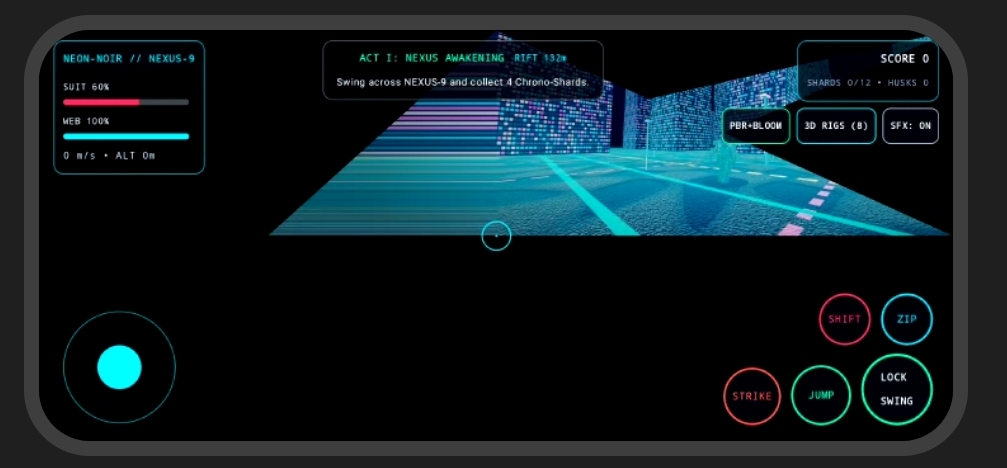 NEON-NOIR // NEXUS-9
SUIT 60%
WEB 100%
0 m/s • ALT 0m
ACT I: NEXUS AWAKENING RIFT 132m
Swing across NEXUS-9 and collect 4 Chrono-Shards.
SCORE 0
SHARDS 0/12 • HUSKS 0
PBR+BLOOM
3D RIGS (8)
SFX: ON
SHIFT
ZIP
STRIKE
JUMP
LOCK
SWING